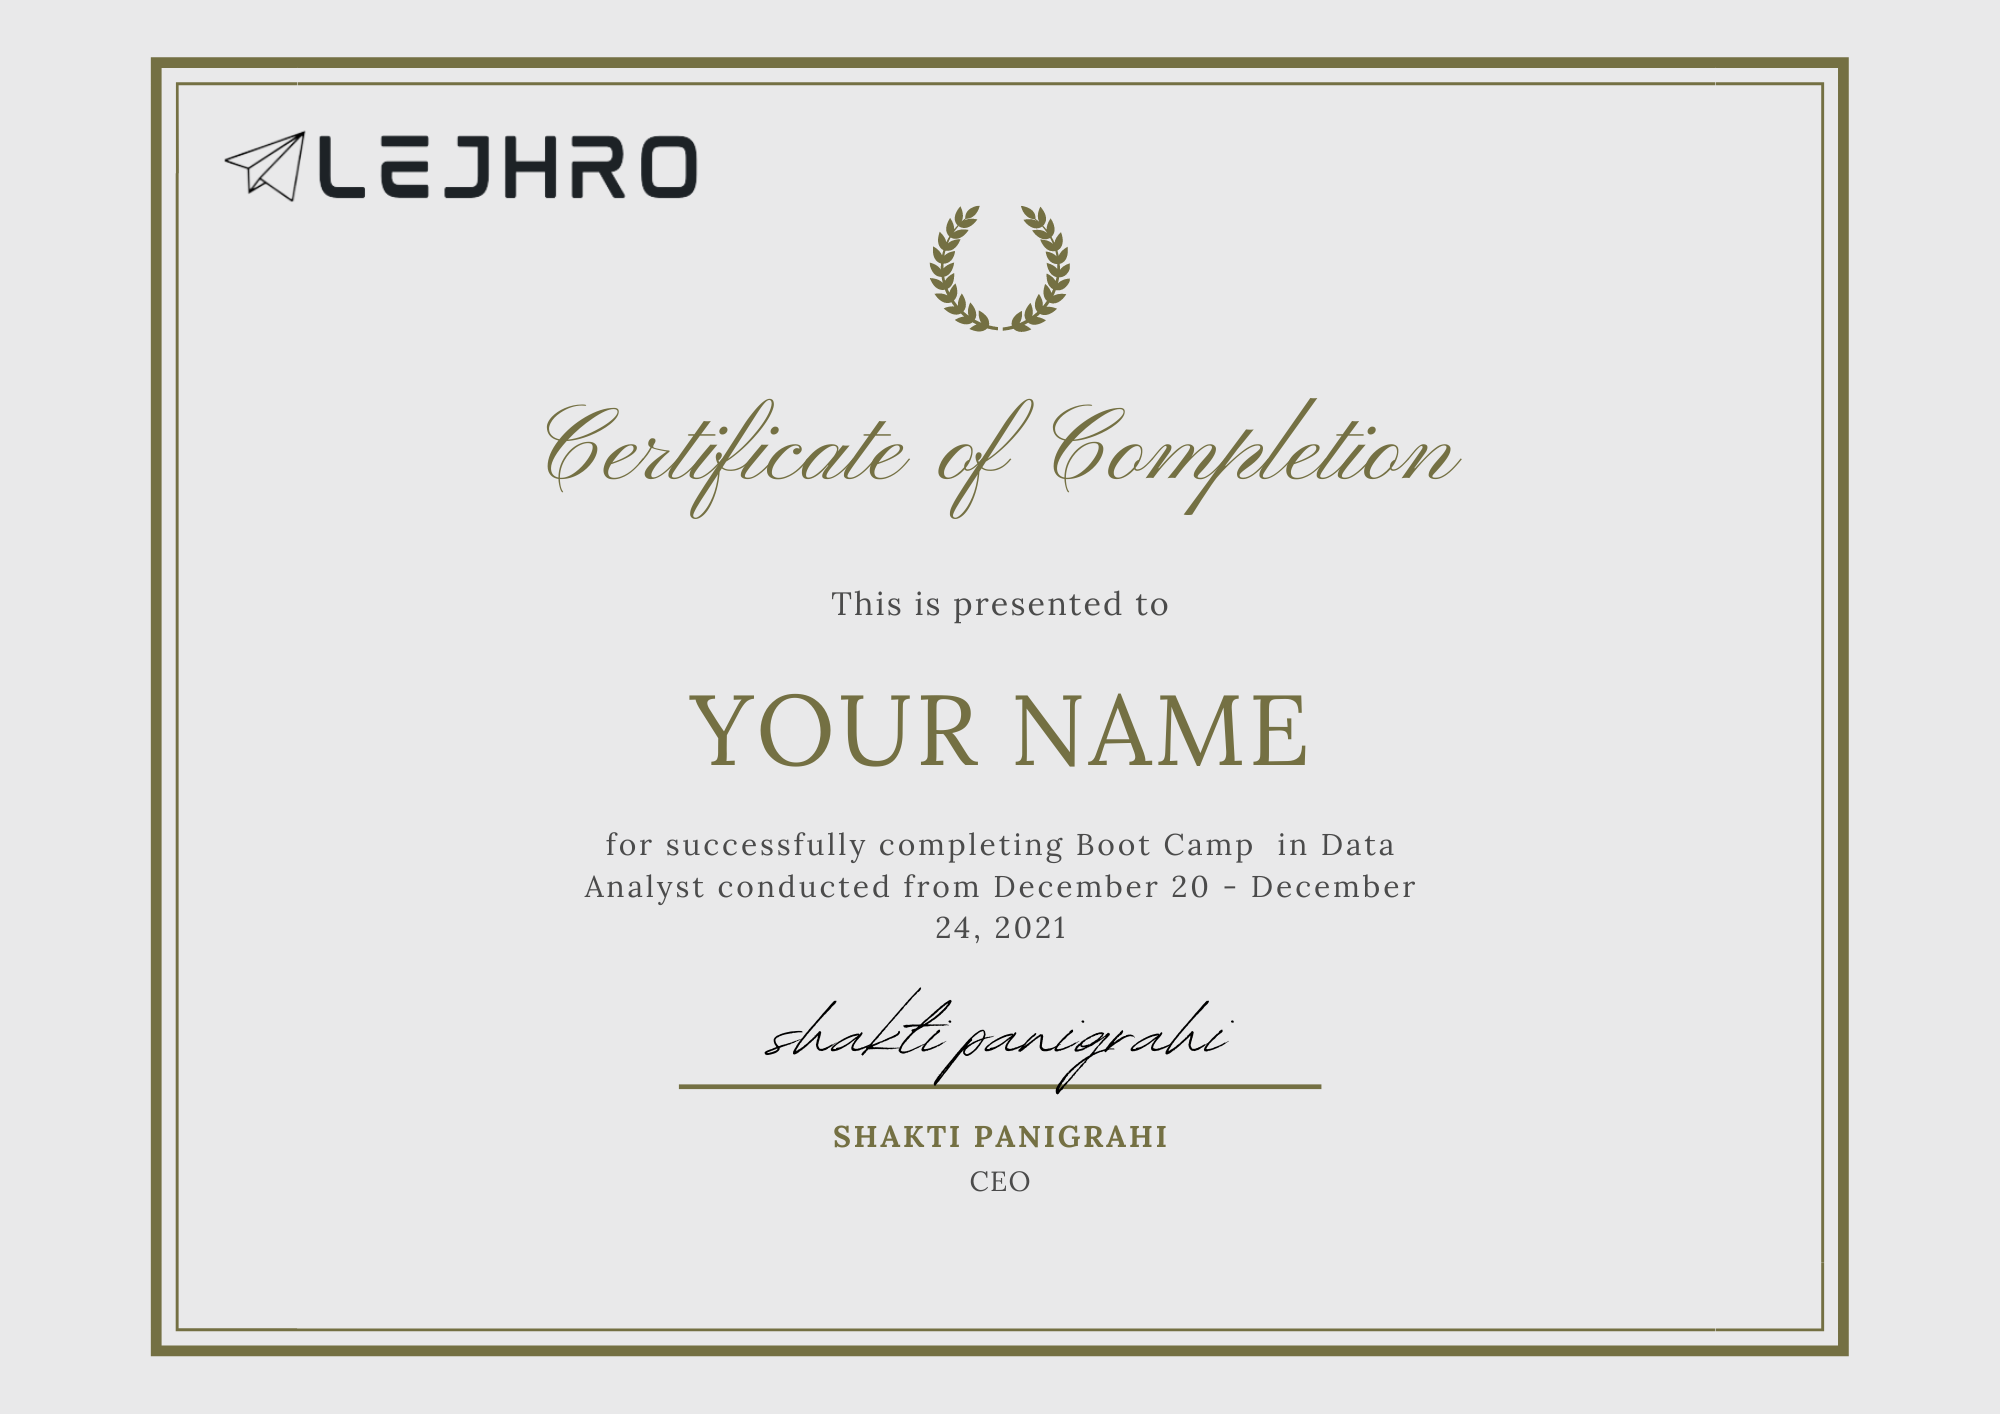 LEJHRO
Certificate of Completion
This is presented to
YOUR NAME
for successfully completing Boot Camp  in Data
Analyst conducted from December 20 - December
24, 2021
shakti panigrahi
SHAKTI PANIGRAHI
CEO